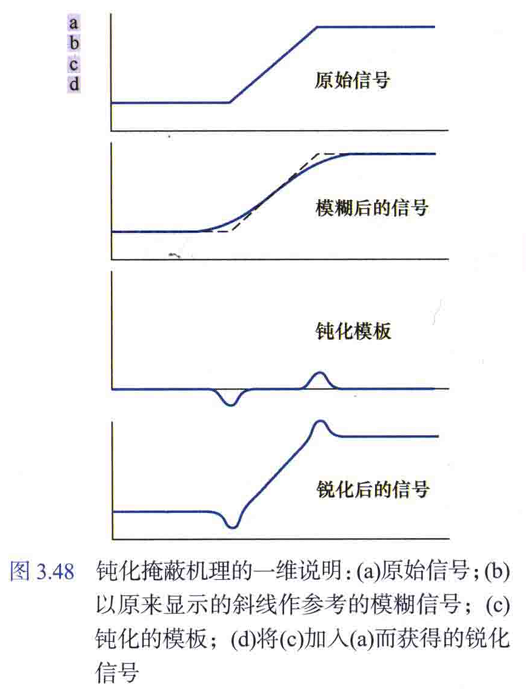 a
b
c
d
原始信号
模糊后的信号
钝化模板
锐化后的信号
图 3.48 钝化掩蔽机理的一维说明：(a)原始信号；(b)
以原来显示的斜线作参考的模糊信号；(c)
钝化的模板；(d)将(c)加入(a)而获得的锐化
信号